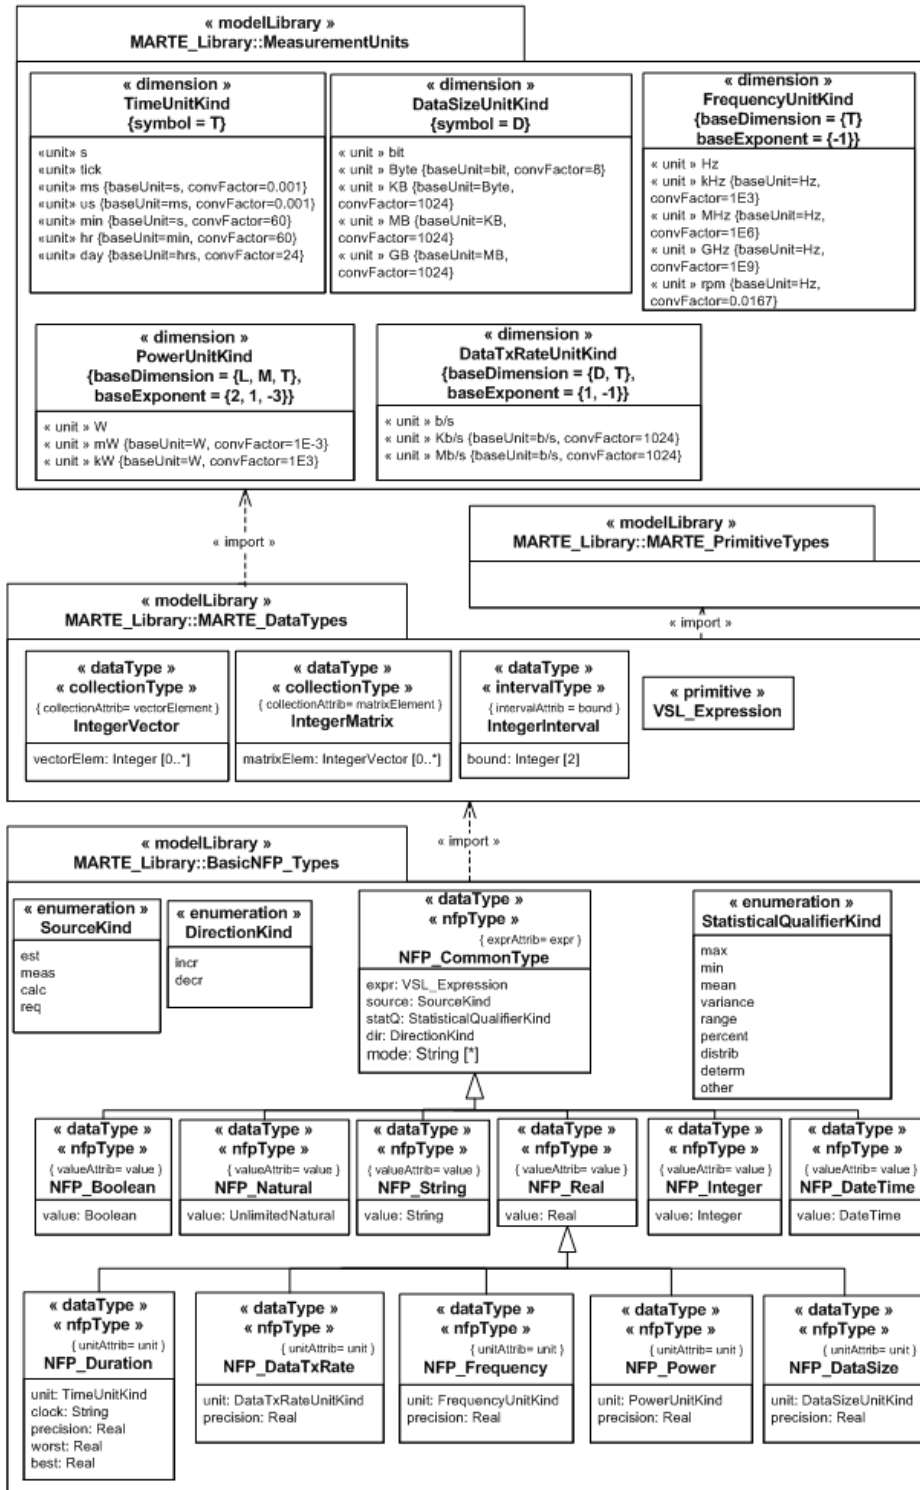 « modelLibrary »
MARTE_Library::MeasurementUnits
« dimension »
TimeUnitKind
{symbol = T}
«unit» s
«unit» tick
«unit» ms {baseUnit=s, convFactor=0.001}
«unit» us {baseUnit=ms, convFactor=0.001}
«unit» min {baseUnit=s, convFactor=60}
«unit» hr {baseUnit=min, convFactor=60}
«unit» day {baseUnit=hrs, convFactor=24}
« dimension »
DataSizeUnitKind
{symbol = D}
« unit » bit
« unit » Byte {baseUnit=bit, convFactor=8}
« unit » KB {baseUnit=Byte,
convFactor=1024}
« unit » MB {baseUnit=KB,
convFactor=1024}
« unit » GB {baseUnit=MB,
convFactor=1024}
« dimension »
FrequencyUnitKind
{baseDimension = {T}
baseExponent = {-1}}
« unit » Hz
« unit » kHz {baseUnit=Hz,
convFactor=1E3}
« unit » MHz {baseUnit=Hz,
convFactor=1E6}
« unit » GHz {baseUnit=Hz,
convFactor=1E9}
« unit » rpm {baseUnit=Hz,
convFactor=0.0167}
« dimension »
PowerUnitKind
{baseDimension = {L, M, T},
baseExponent = {2, 1, -3}}
« unit » W
« unit » mW {baseUnit=W, convFactor=1E-3}
« unit » kW {baseUnit=W, convFactor=1E3}
« dimension »
DataTxRateUnitKind
{baseDimension = {D, T},
baseExponent = {1, -1}}
« unit » b/s
« unit » Kb/s {baseUnit=b/s, convFactor=1024}
« unit » Mb/s {baseUnit=b/s, convFactor=1024}
« import »
« modelLibrary »
MARTE_Library::MARTE_PrimitiveTypes
« import »
« modelLibrary »
MARTE_Library::MARTE_DataTypes
« dataType »
« collectionType »
{ collectionAttrib= vectorElement }
IntegerVector
vectorElem: Integer [0..*]
« dataType »
« collectionType »
{ collectionAttrib= matrixElement }
IntegerMatrix
matrixElem: IntegerVector [0..*]
« dataType »
« intervalType »
{ intervalAttrib = bound }
IntegerInterval
bound: Integer [2]
« primitive »
VSL_Expression
« import »
« modelLibrary »
MARTE_Library::BasicNFP_Types
« enumeration »
SourceKind
est
meas
calc
req
« enumeration »
DirectionKind
incr
decr
« dataType »
« nfpType »
{ exprAttrib= expr }
NFP_CommonType
expr: VSL_Expression
source: SourceKind
statQ: StatisticalQualifierKind
dir: DirectionKind
mode: String [*]
« enumeration »
StatisticalQualifierKind
max
min
mean
variance
range
percent
distrib
determ
other
« dataType »
« nfpType »
{ valueAttrib= value }
NFP_Boolean
value: Boolean
« dataType »
« nfpType »
{ valueAttrib= value }
NFP_Natural
value: UnlimitedNatural
« dataType »
« nfpType »
{ valueAttrib= value }
NFP_String
value: String
« dataType »
« nfpType »
{ valueAttrib= value }
NFP_Real
value: Real
« dataType »
« nfpType »
{ valueAttrib= value }
NFP_Integer
value: Integer
« dataType »
« nfpType »
{ valueAttrib= value }
NFP_DateTime
value: DateTime
« dataType »
« nfpType »
{ unitAttrib= unit }
NFP_Duration
unit: TimeUnitKind
clock: String
precision: Real
worst: Real
best: Real
« dataType »
« nfpType »
{ unitAttrib= unit }
NFP_DataTxRate
unit: DataTxRateUnitKind
precision: Real
« dataType »
« nfpType »
{ unitAttrib= unit }
NFP_Frequency
unit: FrequencyUnitKind
precision: Real
« dataType »
« nfpType »
{ unitAttrib= unit }
NFP_Power
unit: PowerUnitKind
precision: Real
« dataType »
« nfpType »
{ unitAttrib= unit }
NFP_DataSize
unit: DataSizeUnitKind
precision: Real